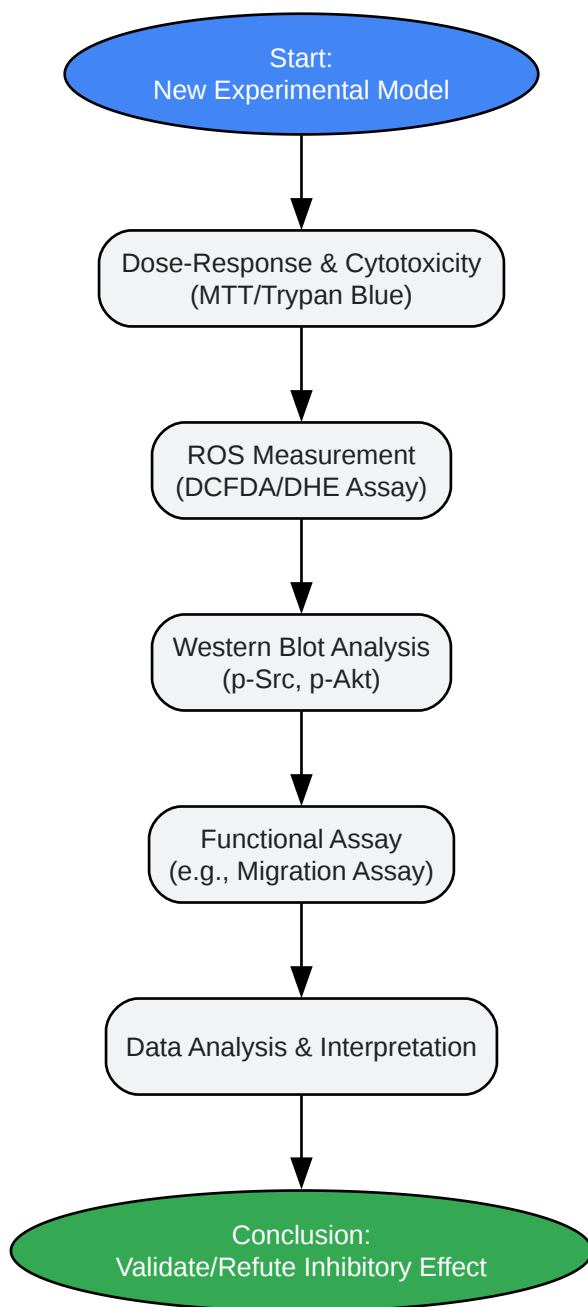 Start:
New Experimental Model
Dose-Response & Cytotoxicity
(MTT/Trypan Blue)
ROS Measurement
(DCFDA/DHE Assay)
Western Blot Analysis
(p-Src, p-Akt)
Functional Assay
(e.g., Migration Assay)
Data Analysis & Interpretation
Conclusion:
Validate/Refute Inhibitory Effect